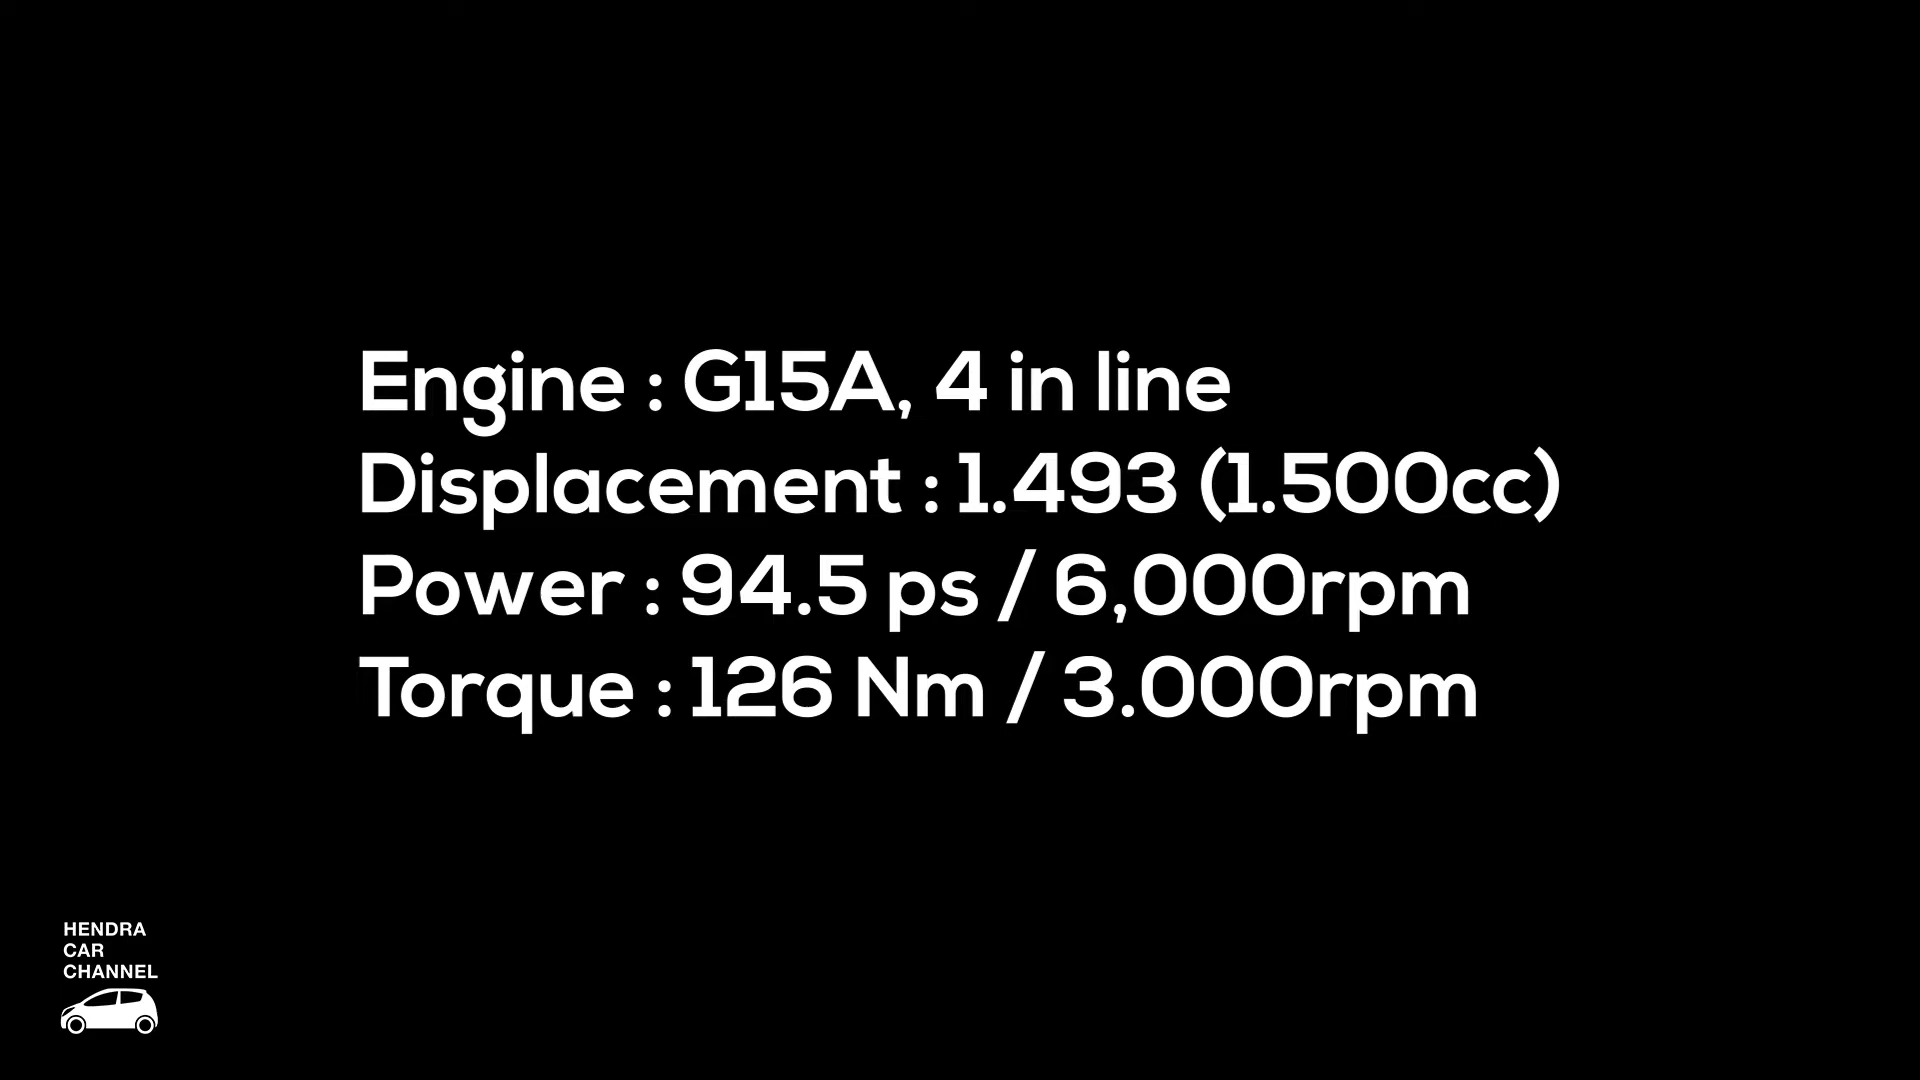 Engine : G15A, 4 in line
Displacement : 1.493 (1.500cc)
Power : 94.5 ps / 6,000rpm
Torque : 126 Nm / 3.000rpm
HENDRA
CAR
CHANNEL